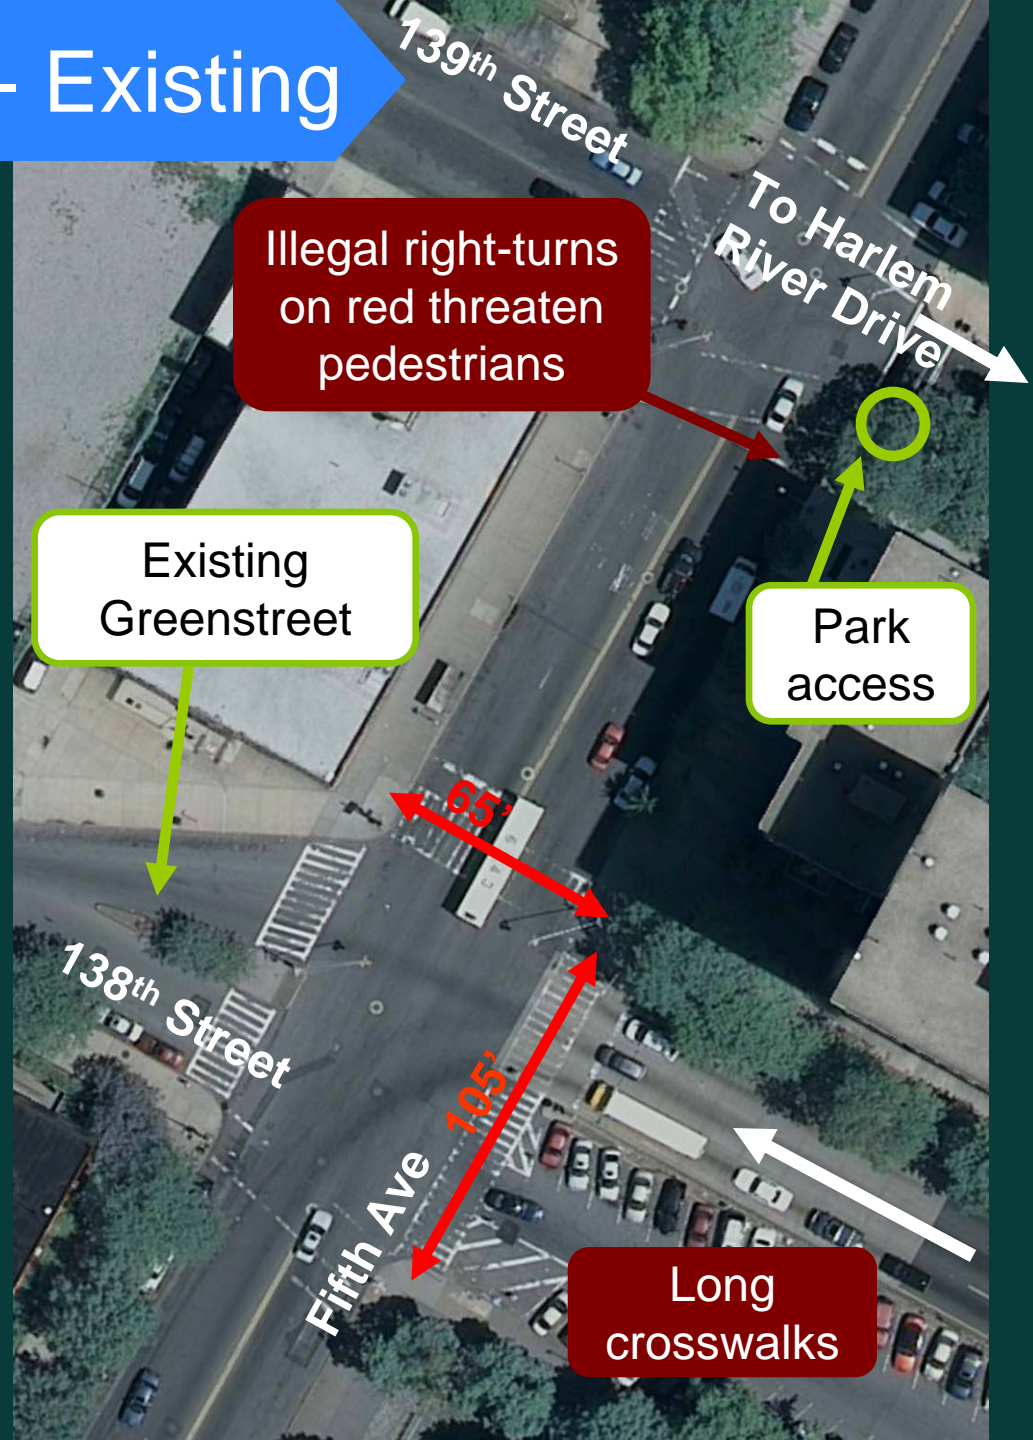 - Existing
139th Street
To Harlem
River Drive
Illegal right-turns
on red threaten
pedestrians
Existing
Greenstreet
Park
access
65’
138th Street
105’
Fifth Ave
Long
crosswalks